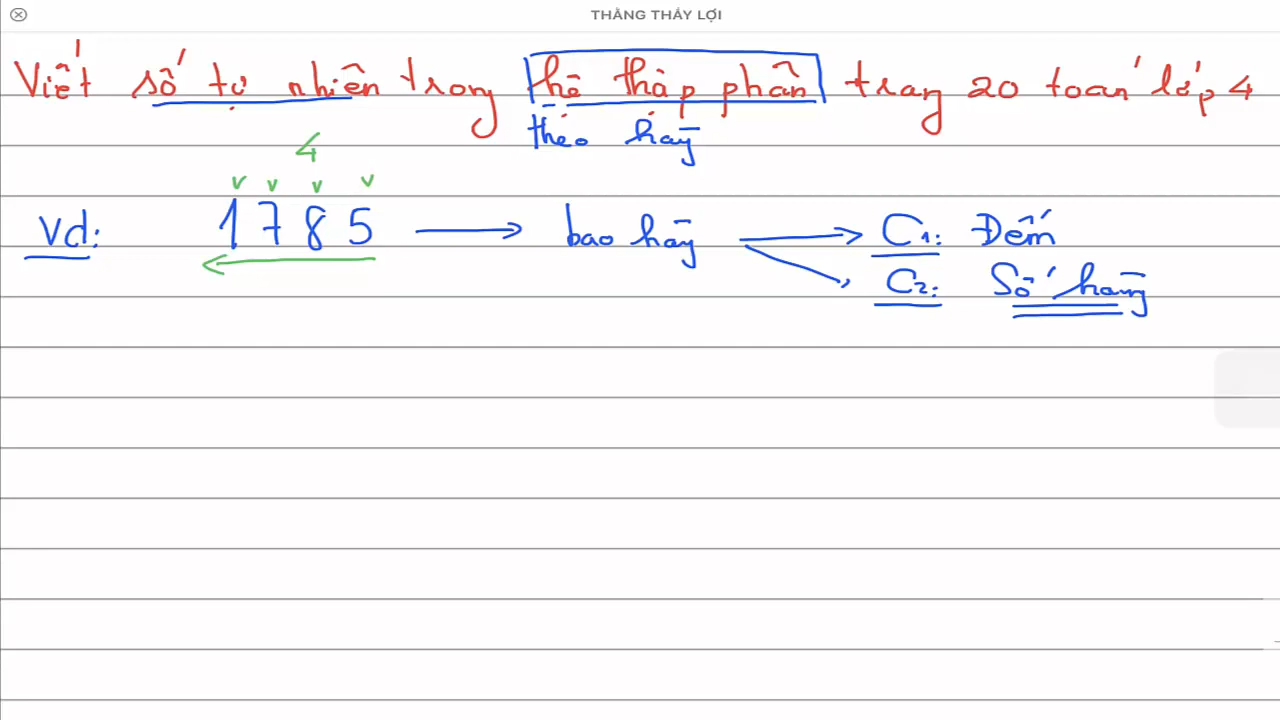 THẮNG THẦY LỢI
Viết số tự nhiên trong hệ thập phân trang 20 toán lớp 4
theo hàng
4
v v v v
Vd: 1785 → bao hàng → C1: Đếm
C2: Số hàng